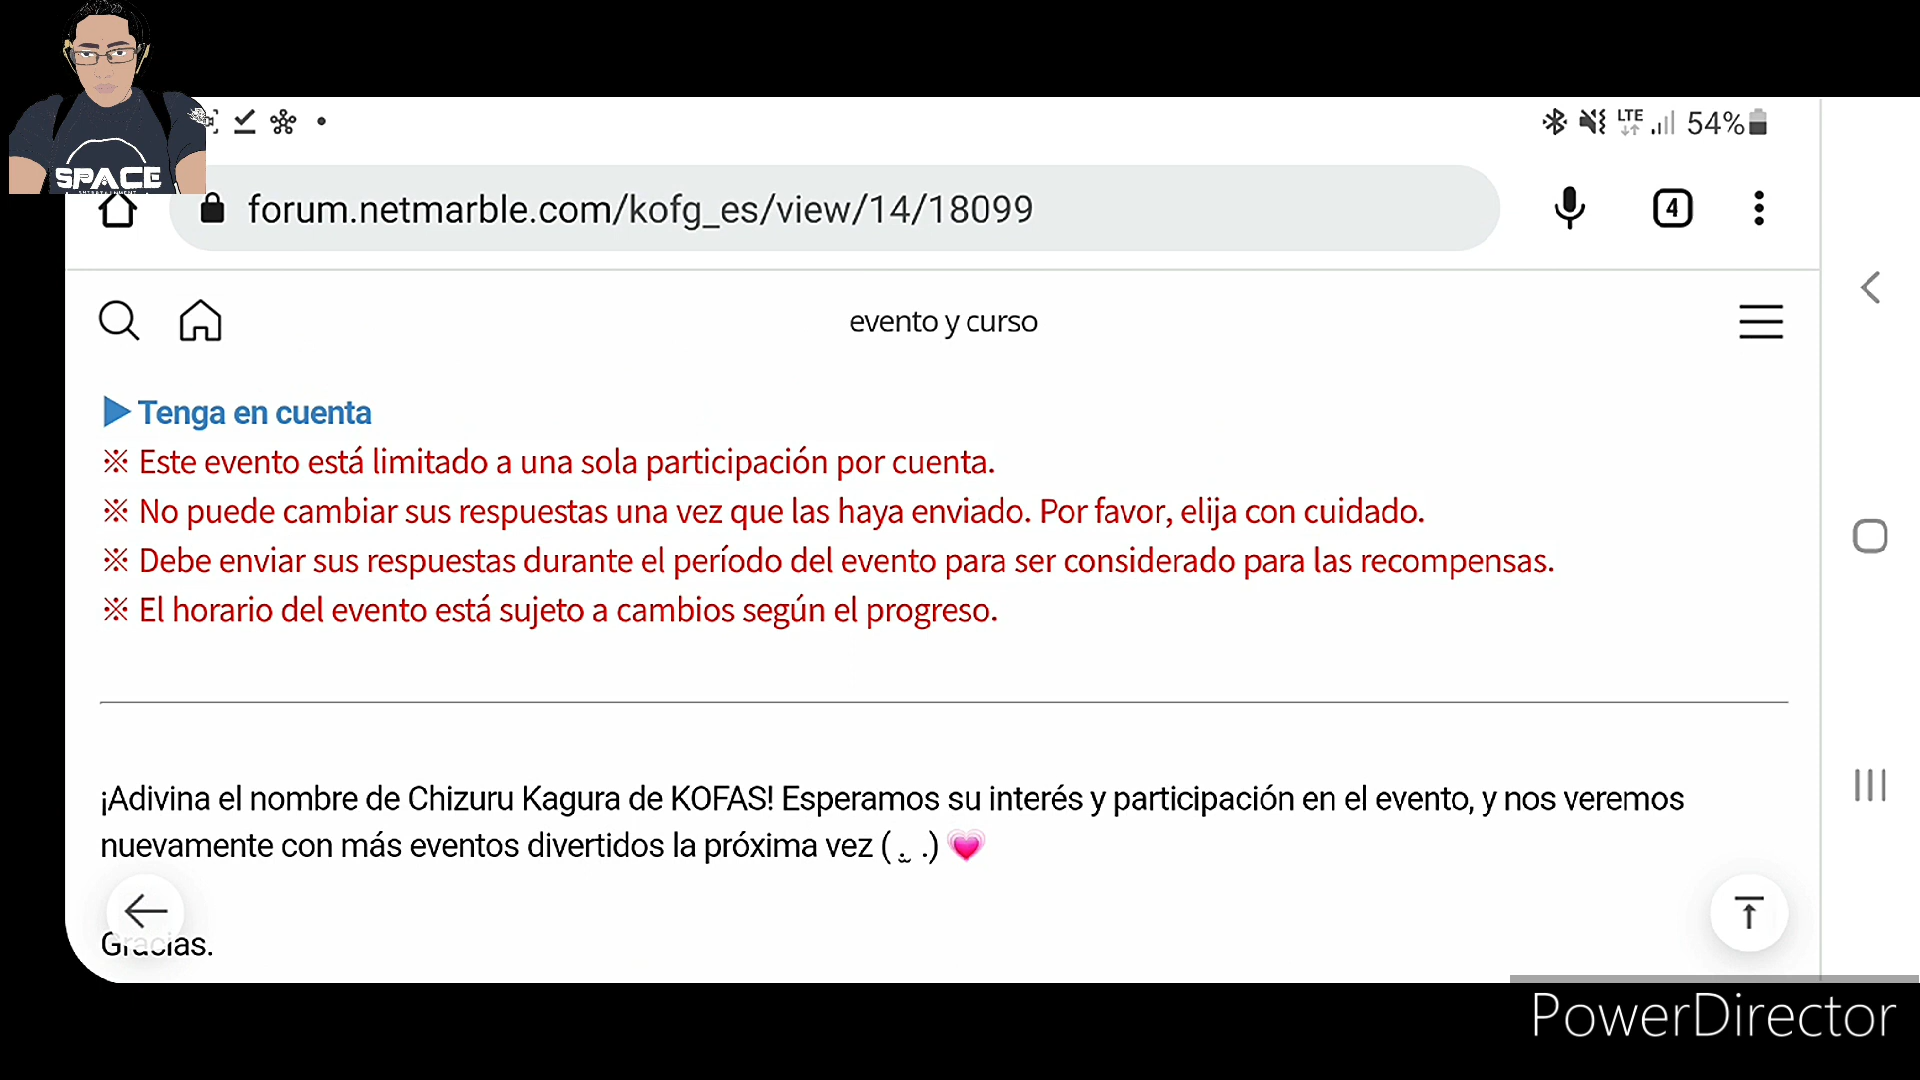 LTE 54%
SPACE
forum.netmarble.com/kofg_es/view/14/18099
4
evento y curso
▶ Tenga en cuenta
※ Este evento está limitado a una sola participación por cuenta.
※ No puede cambiar sus respuestas una vez que las haya enviado. Por favor, elija con cuidado.
※ Debe enviar sus respuestas durante el período del evento para ser considerado para las recompensas.
※ El horario del evento está sujeto a cambios según el progreso.
¡Adivina el nombre de Chizuru Kagura de KOFAS! Esperamos su interés y participación en el evento, y nos veremos
nuevamente con más eventos divertidos la próxima vez ( ._. .) 💗
Gracias.
PowerDirector